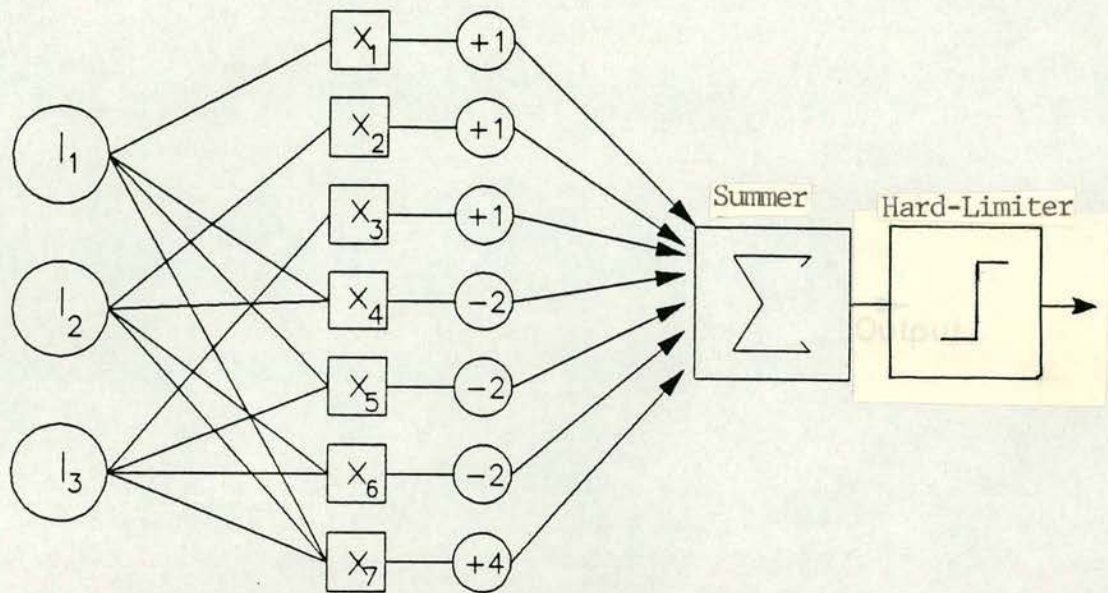 X1 +1
X2 +1
I1
X3 +1
Summer
Hard-Limiter
I2
X4 -2
Output
X5 -2
I3
X6 -2
X7 +4